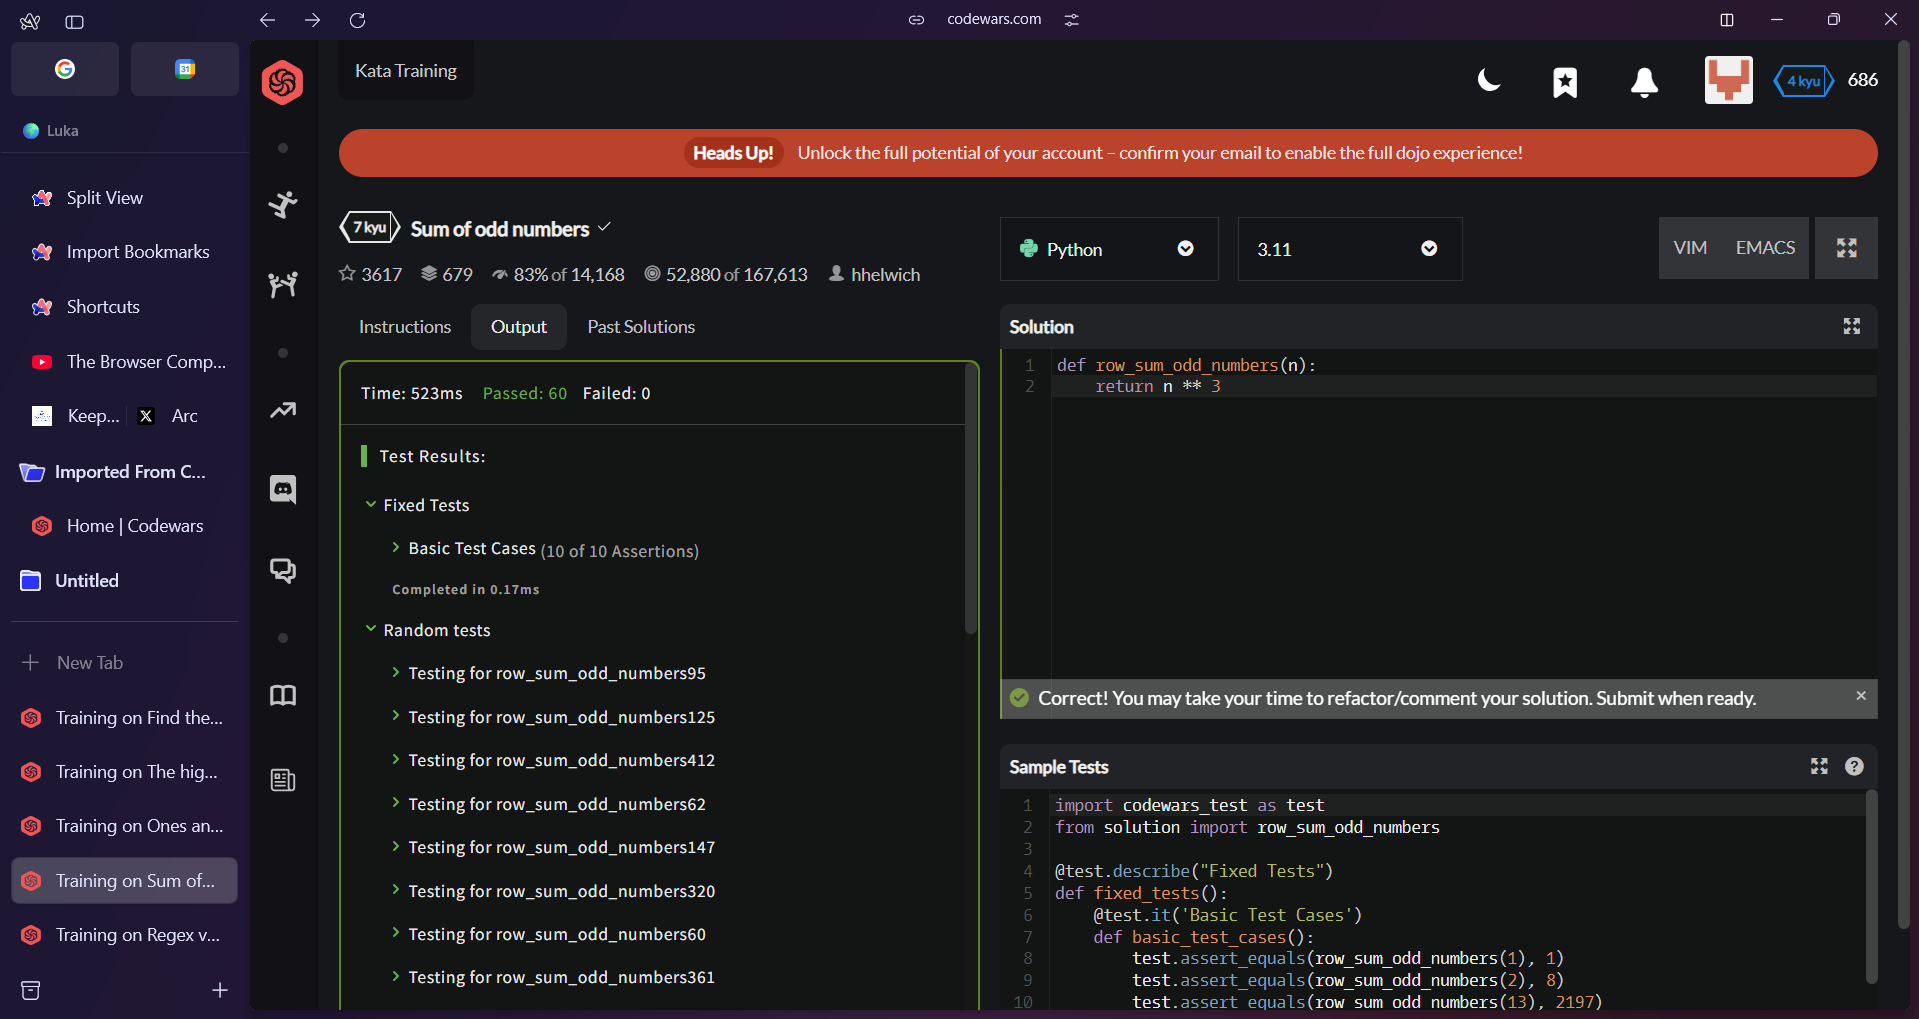 codewars.com
Luka
Split View
Import Bookmarks
Shortcuts
The Browser Comp...
Keep... X Arc
Imported From C...
Home | Codewars
Untitled
New Tab
Training on Find the...
Training on The hig...
Training on Ones an...
Training on Sum of...
Training on Regex v...
Kata Training
4 kyu 686
Heads Up! Unlock the full potential of your account – confirm your email to enable the full dojo experience!
7 kyu Sum of odd numbers
3617 679 83% of 14,168 52,880 of 167,613 hhelwich
Instructions Output Past Solutions
Time: 523ms Passed: 60 Failed: 0
Test Results:
Fixed Tests
Basic Test Cases (10 of 10 Assertions)
Completed in 0.17ms
Random tests
Testing for row_sum_odd_numbers95
Testing for row_sum_odd_numbers125
Testing for row_sum_odd_numbers412
Testing for row_sum_odd_numbers62
Testing for row_sum_odd_numbers147
Testing for row_sum_odd_numbers320
Testing for row_sum_odd_numbers60
Testing for row_sum_odd_numbers361
Python 3.11 VIM EMACS
Solution
1 def row_sum_odd_numbers(n):
2     return n ** 3
Correct! You may take your time to refactor/comment your solution. Submit when ready.
Sample Tests
1 import codewars_test as test
2 from solution import row_sum_odd_numbers
3
4 @test.describe("Fixed Tests")
5 def fixed_tests():
6     @test.it('Basic Test Cases')
7     def basic_test_cases():
8         test.assert_equals(row_sum_odd_numbers(1), 1)
9         test.assert_equals(row_sum_odd_numbers(2), 8)
10         test.assert_equals(row_sum_odd_numbers(13), 2197)